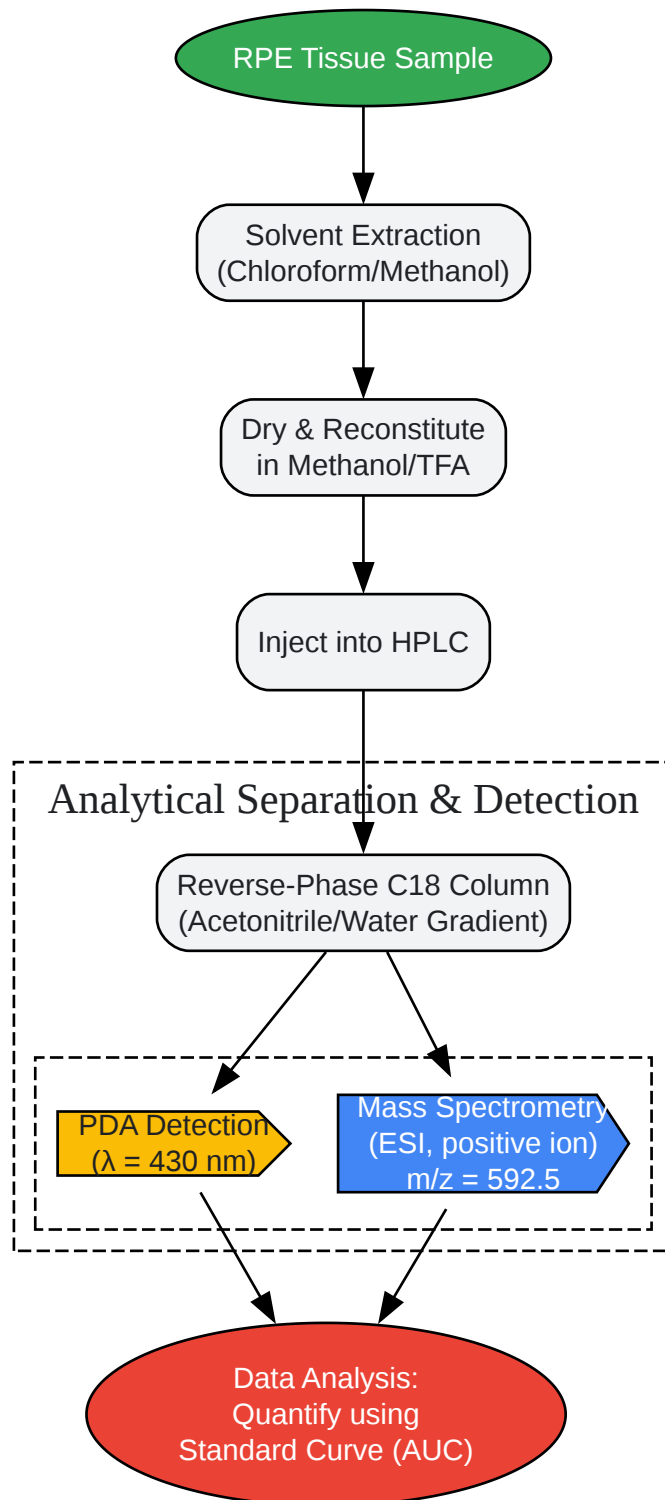 RPE Tissue Sample
Solvent Extraction
(Chloroform/Methanol)
Dry & Reconstitute
in Methanol/TFA
Inject into HPLC
Analytical Separation & Detection
Reverse-Phase C18 Column
(Acetonitrile/Water Gradient)
PDA Detection
(λ = 430 nm)
Mass Spectrometry
(ESI, positive ion)
m/z = 592.5
Data Analysis:
Quantify using
Standard Curve (AUC)